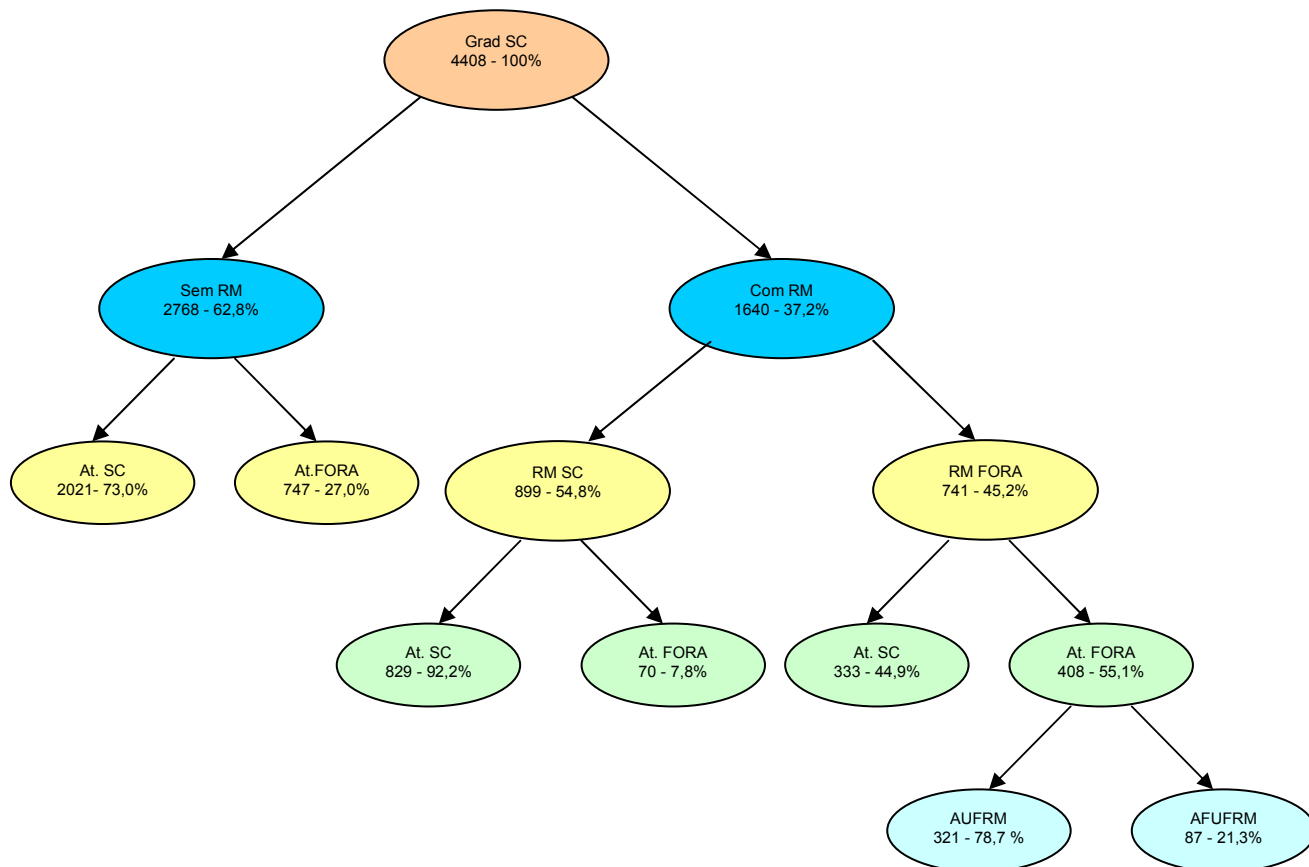 Grad SC
4408 - 100%
Sem RM
2768 - 62,8%
Com RM
1640 - 37,2%
At. SC
2021- 73,0%
At.FORA
747 - 27,0%
RM SC
899 - 54,8%
RM FORA
741 - 45,2%
At. SC
829 - 92,2%
At. FORA
70 - 7,8%
At. SC
333 - 44,9%
At. FORA
408 - 55,1%
AUFRM
321 - 78,7 %
AFUFRM
87 - 21,3%